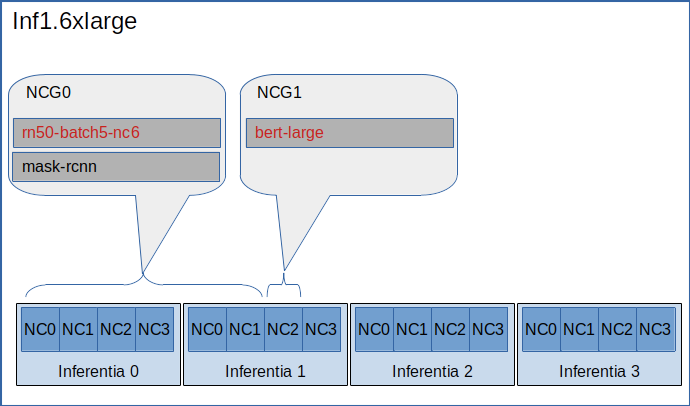 Inf1.6xlarge
NCG0
rn50-batch5-nc6
mask-rcnn
NCG1
bert-large
NC0 NC1 NC2 NC3
Inferentia 0
NC0 NC1 NC2 NC3
Inferentia 1
NC0 NC1 NC2 NC3
Inferentia 2
NC0 NC1 NC2 NC3
Inferentia 3